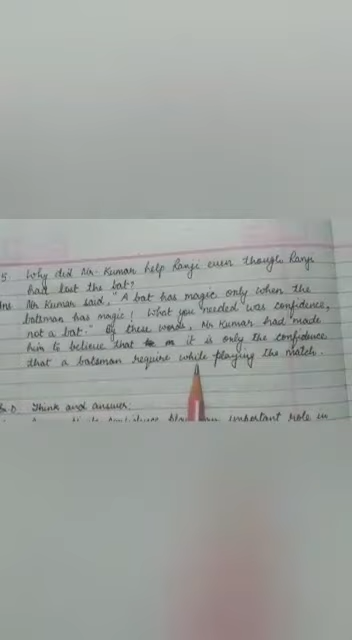 5. Why did Mr. Kumar help Ranji even though Ranji
had lost the bat?
Ans. Mr Kumar said, "A bat has magic only when the
batsman has magic! What you needed was confidence,
not a bat." By these words, Mr Kumar had made
him to believe that it is only the confidence
that a batsman require while playing the match.
Think and answer.
important role in